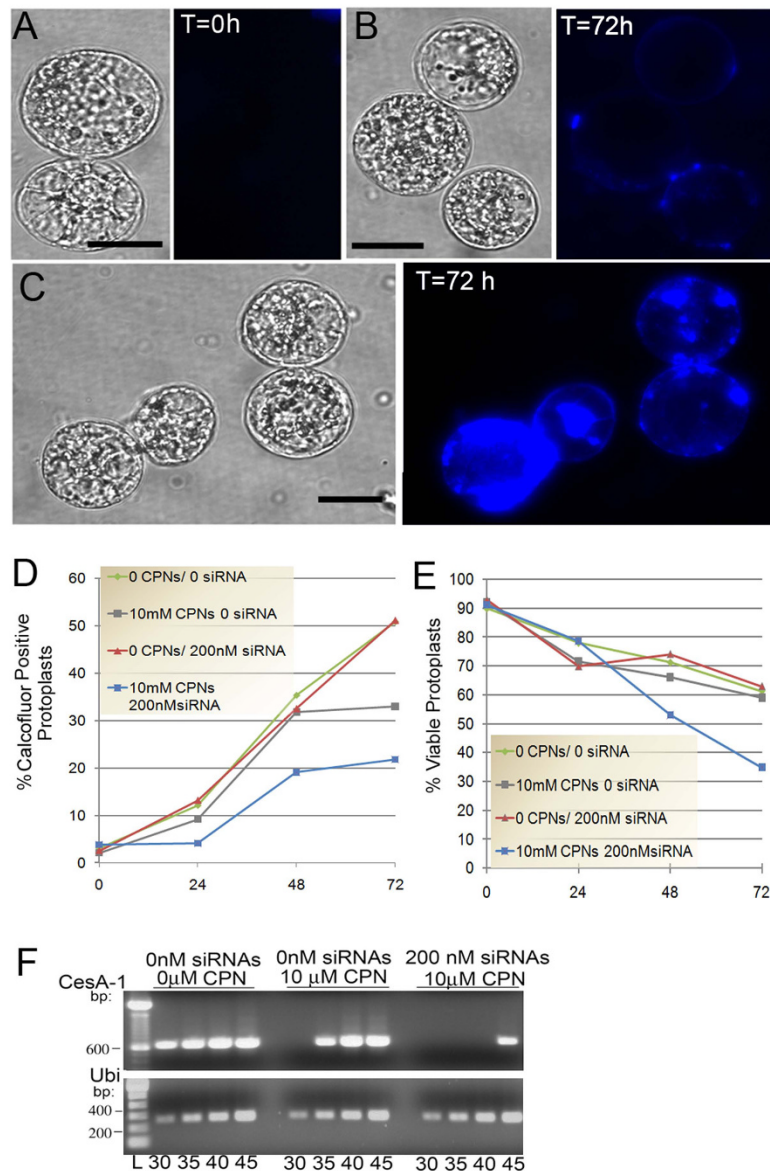 A
T=0h
B
T=72h
C
T=72 h
D
60
50
40
30
20
10
0
% Calcofluor Positive
Protoplasts
0 CPNs/ 0 siRNA
10mM CPNs 0 siRNA
0 CPNs/ 200nM siRNA
10mM CPNs
200nMsiRNA
0 24 48 72
E
100
90
80
70
60
50
40
30
20
10
0
% Viable Protoplasts
0 CPNs/ 0 siRNA
10mM CPNs 0 siRNA
0 CPNs/ 200nM siRNA
10mM CPNs 200nMsiRNA
0 24 48 72
F
0nM siRNAs 0nM siRNAs 200 nM siRNAs
0μM CPN 10 μM CPN 10μM CPN
CesA-1
bp:
600
Ubi
bp:
400
200
L 30 35 40 45 30 35 40 45 30 35 40 45